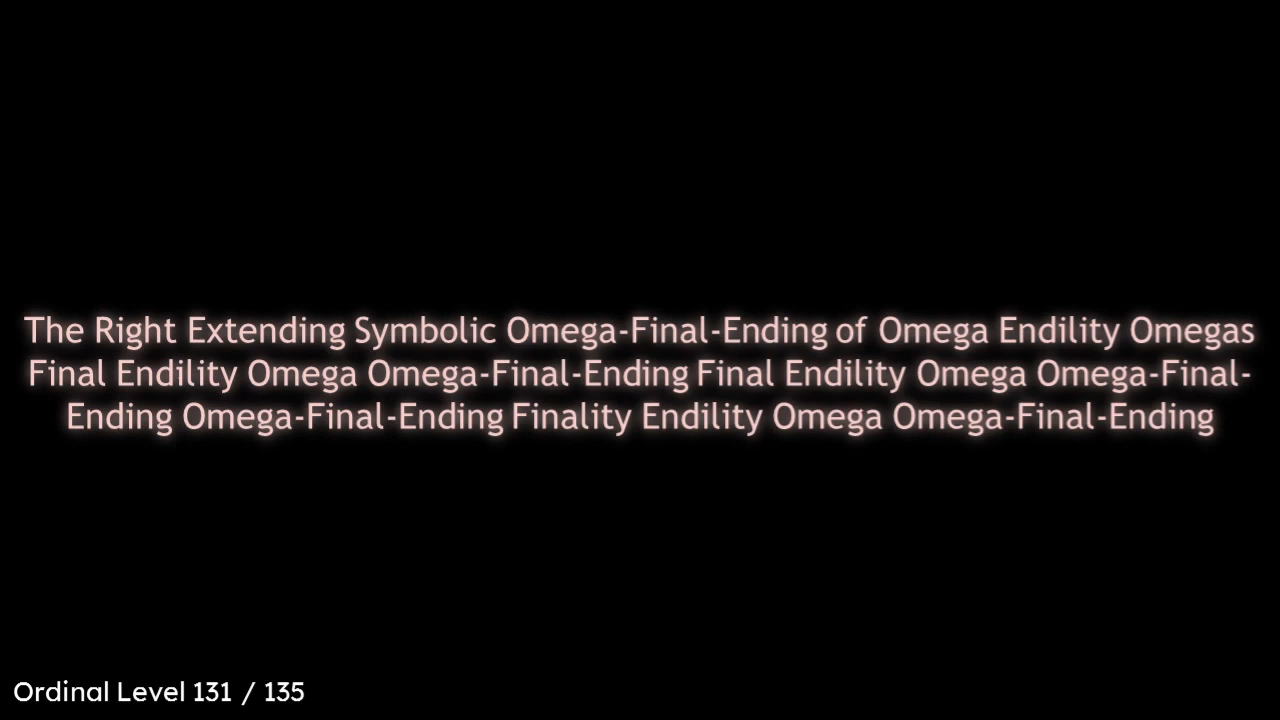 The Right Extending Symbolic Omega-Final-Ending of Omega Endility Omegas
Final Endility Omega Omega-Final-Ending Final Endility Omega Omega-Final-
Ending Omega-Final-Ending Finality Endility Omega Omega-Final-Ending
Ordinal Level 131 / 135